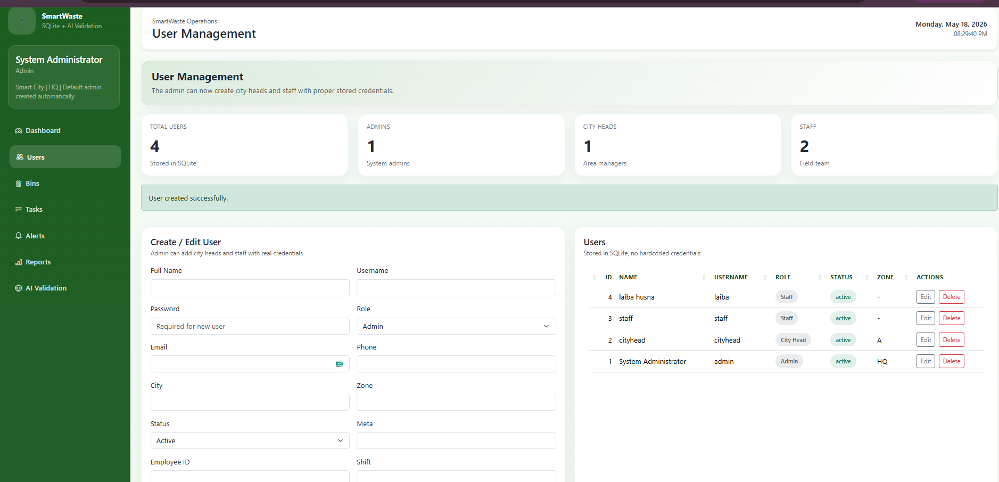 SmartWaste
SQLite + AI Validation
System Administrator
Admin
Smart City | HQ | Default admin
created automatically
Dashboard
Users
Bins
Tasks
Alerts
Reports
AI Validation
SmartWaste Operations
User Management
Monday, May 18, 2026
08:29:40 PM
User Management
The admin can now create city heads and staff with proper stored credentials.
TOTAL USERS
4
Stored in SQLite
ADMINS
1
System admins
CITY HEADS
1
Area managers
STAFF
2
Field team
User created successfully.
Create / Edit User
Admin can add city heads and staff with real credentials
Full Name Username
Password Role
Required for new user Admin
Email Phone
City Zone
Status Meta
Active
Employee ID Shift
Users
Stored in SQLite, no hardcoded credentials
ID NAME USERNAME ROLE STATUS ZONE ACTIONS
4 laiba husna laiba Staff active - Edit Delete
3 staff staff Staff active - Edit Delete
2 cityhead cityhead City Head active A Edit Delete
1 System Administrator admin Admin active HQ Edit Delete